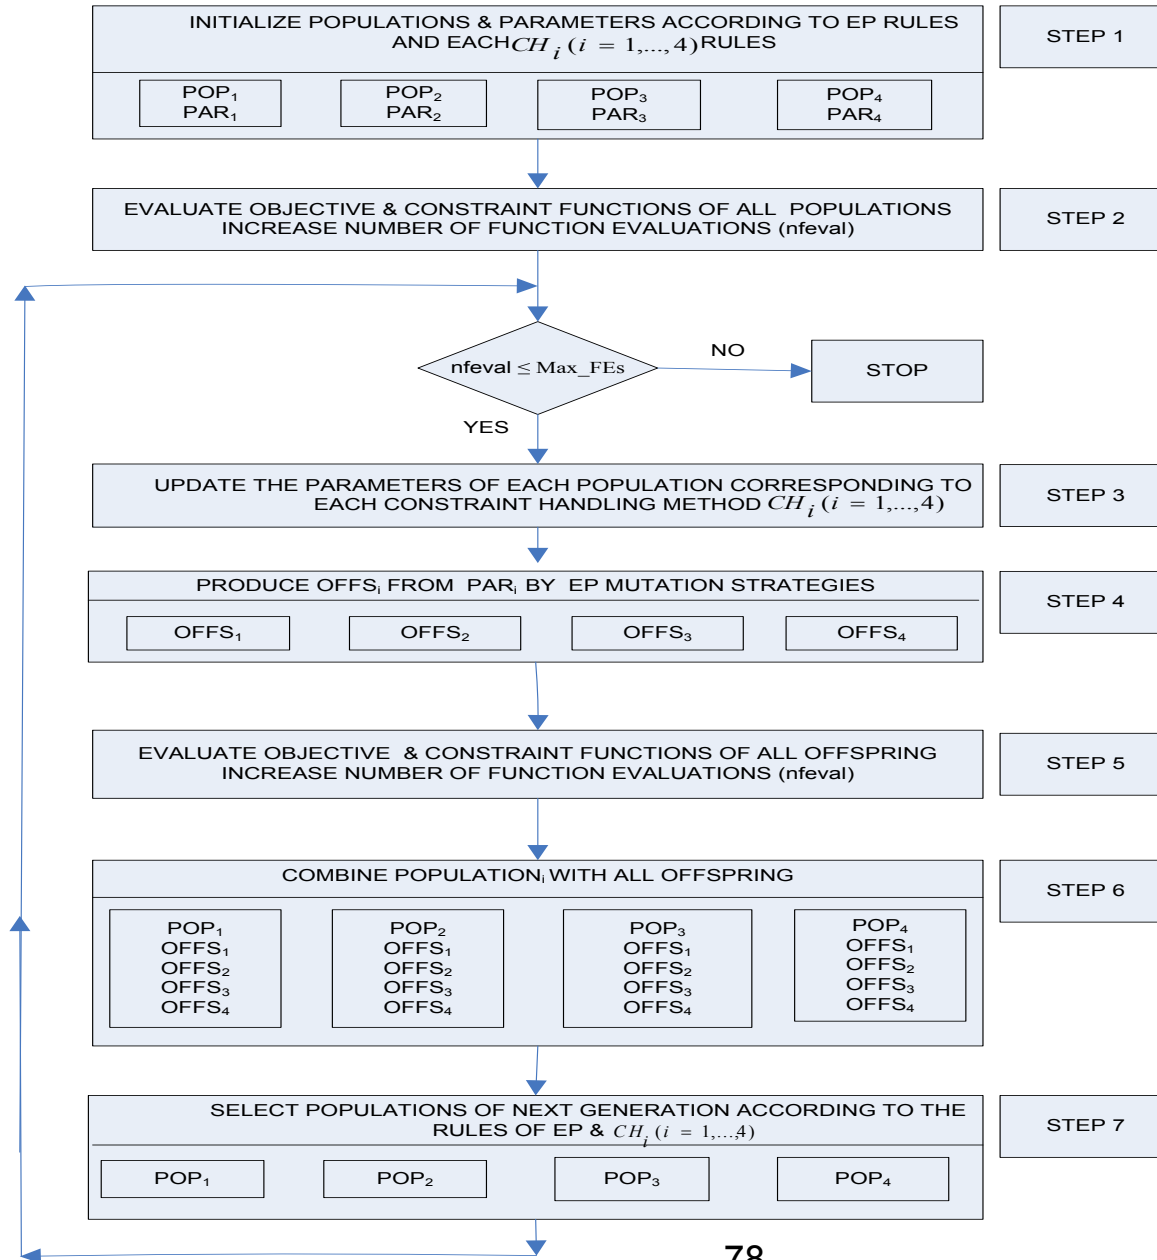 INITIALIZE POPULATIONS & PARAMETERS ACCORDING TO EP RULES
AND EACH CH_i (i = 1,..., 4) RULES
STEP 1
POP₁
PAR₁
POP₂
PAR₂
POP₃
PAR₃
POP₄
PAR₄
EVALUATE OBJECTIVE & CONSTRAINT FUNCTIONS OF ALL POPULATIONS
INCREASE NUMBER OF FUNCTION EVALUATIONS (nfeval)
STEP 2
nfeval ≤ Max_FEs
NO
STOP
YES
UPDATE THE PARAMETERS OF EACH POPULATION CORRESPONDING TO
EACH CONSTRAINT HANDLING METHOD CH_i (i = 1,...,4)
STEP 3
PRODUCE OFFSᵢ FROM PARᵢ BY EP MUTATION STRATEGIES
STEP 4
OFFS₁
OFFS₂
OFFS₃
OFFS₄
EVALUATE OBJECTIVE & CONSTRAINT FUNCTIONS OF ALL OFFSPRING
INCREASE NUMBER OF FUNCTION EVALUATIONS (nfeval)
STEP 5
COMBINE POPULATIONᵢ WITH ALL OFFSPRING
STEP 6
POP₁
OFFS₁
OFFS₂
OFFS₃
OFFS₄
POP₂
OFFS₁
OFFS₂
OFFS₃
OFFS₄
POP₃
OFFS₁
OFFS₂
OFFS₃
OFFS₄
POP₄
OFFS₁
OFFS₂
OFFS₃
OFFS₄
SELECT POPULATIONS OF NEXT GENERATION ACCORDING TO THE
RULES OF EP & CH_i (i = 1,...,4)
STEP 7
POP₁
POP₂
POP₃
POP₄
78